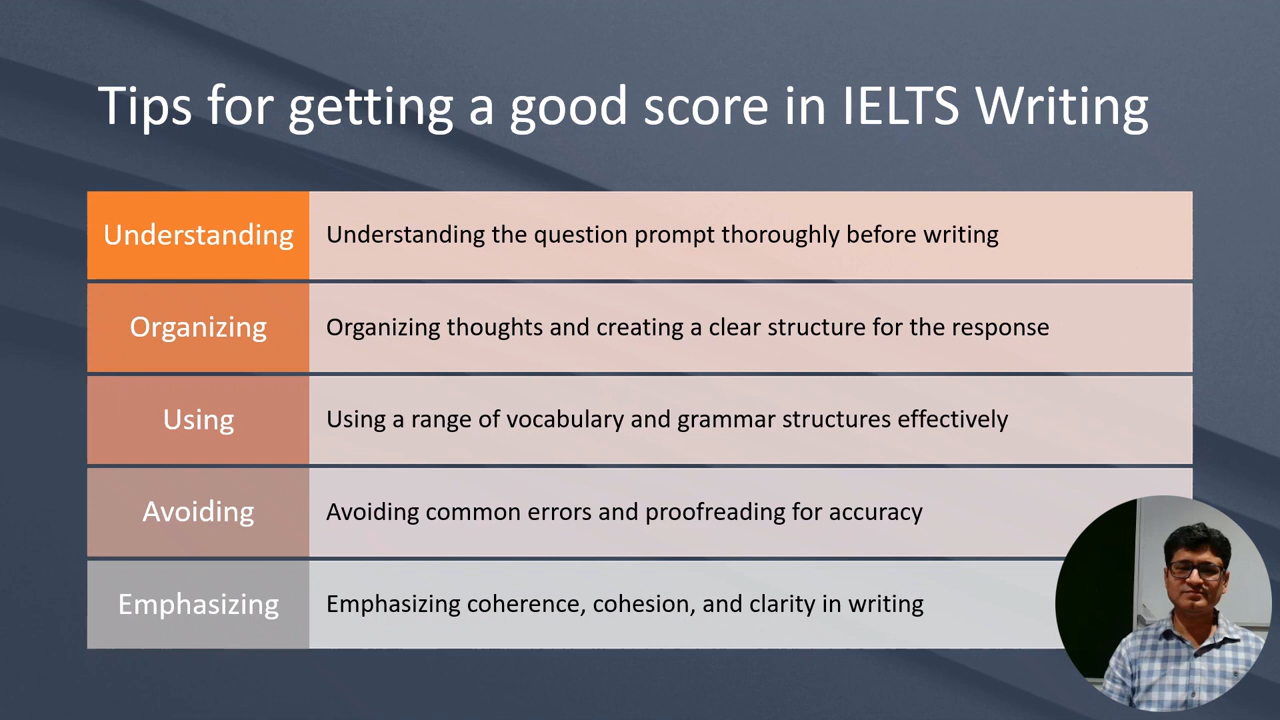 Tips for getting a good score in IELTS Writing
Understanding
Understanding the question prompt thoroughly before writing
Organizing
Organizing thoughts and creating a clear structure for the response
Using
Using a range of vocabulary and grammar structures effectively
Avoiding
Avoiding common errors and proofreading for accuracy
Emphasizing
Emphasizing coherence, cohesion, and clarity in writing